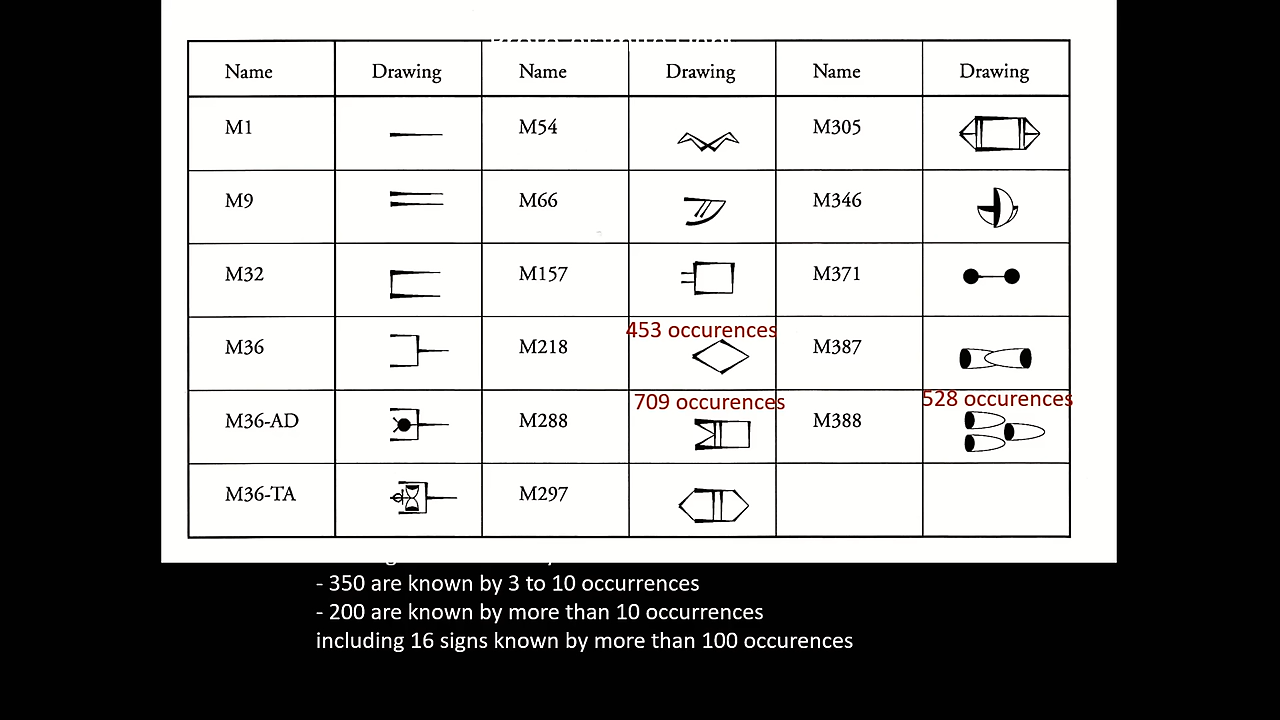 Name Drawing Name Drawing Name Drawing
M1 M54 M305
M9 M66 M346
M32 M157 M371
453 occurences
M36 M218 M387
709 occurences 528 occurences
M36-AD M288 M388
M36-TA M297
- 350 are known by 3 to 10 occurrences
- 200 are known by more than 10 occurrences
including 16 signs known by more than 100 occurences